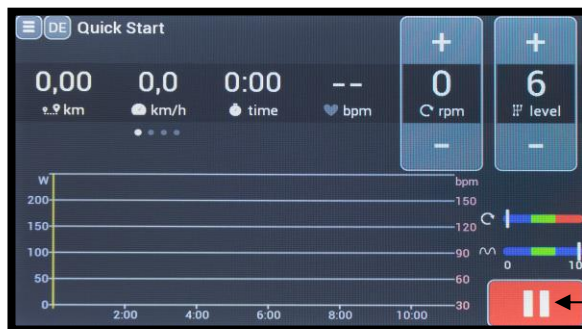 DE Quick Start
+ +
0,00 0,0 0:00 -- 0 6
km km/h time bpm rpm level
- -
W bpm
200 150
150 120
100 90
50 60
0 30
0 10
2:00 4:00 6:00 8:00 10:00